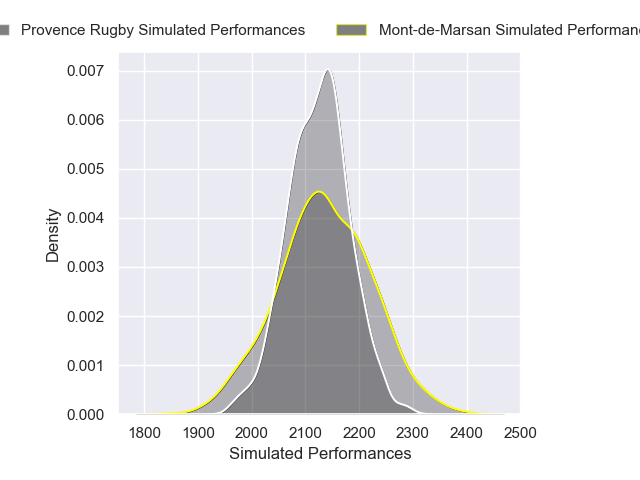 Provence Rugby Simulated Performances
Mont-de-Marsan Simulated
0.007
0.006
0.005
0.004
0.003
0.002
0.001
0.000
Density
1800 1900 2000 2100 2200 2300 2400 2500
Simulated Performances